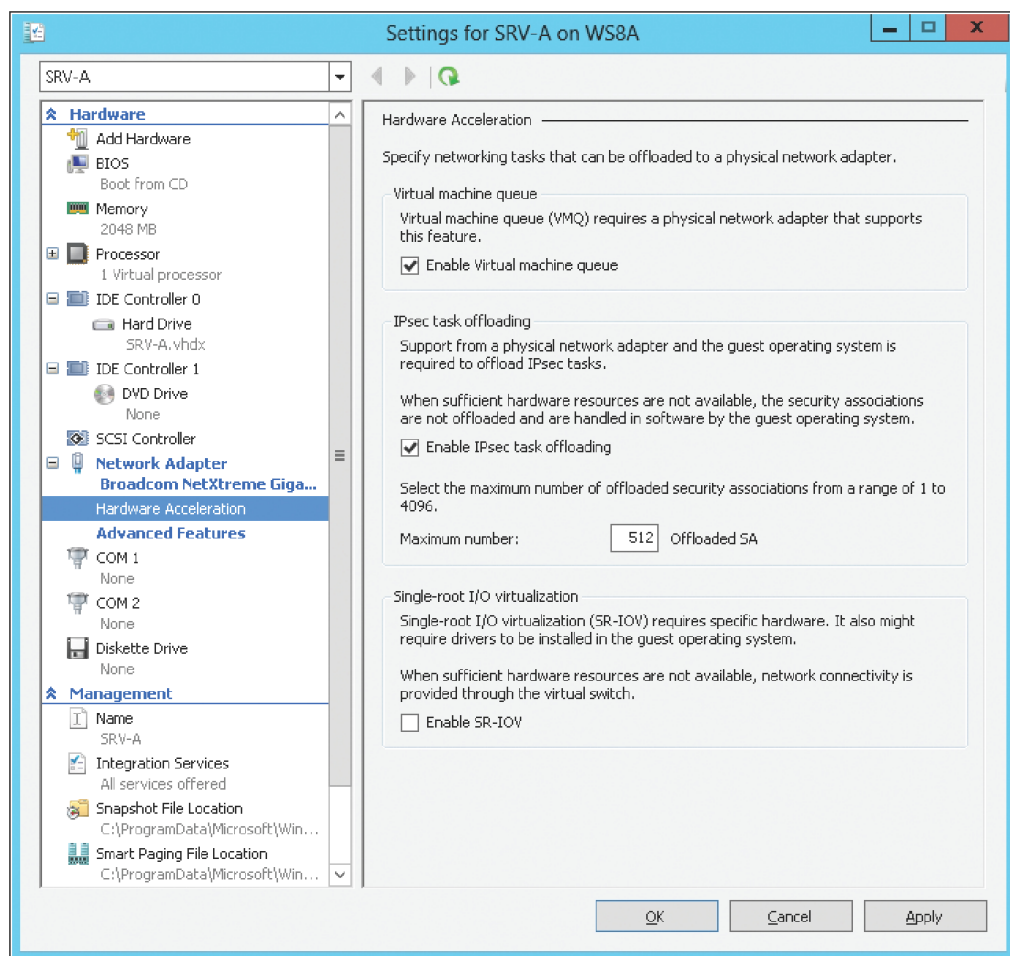 Settings for SRV-A on WS8A
SRV-A
Hardware
Add Hardware
BIOS
Boot from CD
Memory
2048 MB
Processor
1 Virtual processor
IDE Controller 0
Hard Drive
SRV-A.vhdx
IDE Controller 1
DVD Drive
None
SCSI Controller
Network Adapter
Broadcom NetXtreme Giga...
Hardware Acceleration
Advanced Features
COM 1
None
COM 2
None
Diskette Drive
None
Management
Name
SRV-A
Integration Services
All services offered
Snapshot File Location
C:\ProgramData\Microsoft\Win...
Smart Paging File Location
C:\ProgramData\Microsoft\Win...
Hardware Acceleration
Specify networking tasks that can be offloaded to a physical network adapter.
Virtual machine queue
Virtual machine queue (VMQ) requires a physical network adapter that supports
this feature.
Enable Virtual machine queue
IPsec task offloading
Support from a physical network adapter and the guest operating system is
required to offload IPsec tasks.
When sufficient hardware resources are not available, the security associations
are not offloaded and are handled in software by the guest operating system.
Enable IPsec task offloading
Select the maximum number of offloaded security associations from a range of 1 to
4096.
Maximum number: 512 Offloaded SA
Single-root I/O virtualization
Single-root I/O virtualization (SR-IOV) requires specific hardware. It also might
require drivers to be installed in the guest operating system.
When sufficient hardware resources are not available, network connectivity is
provided through the virtual switch.
Enable SR-IOV
OK Cancel Apply